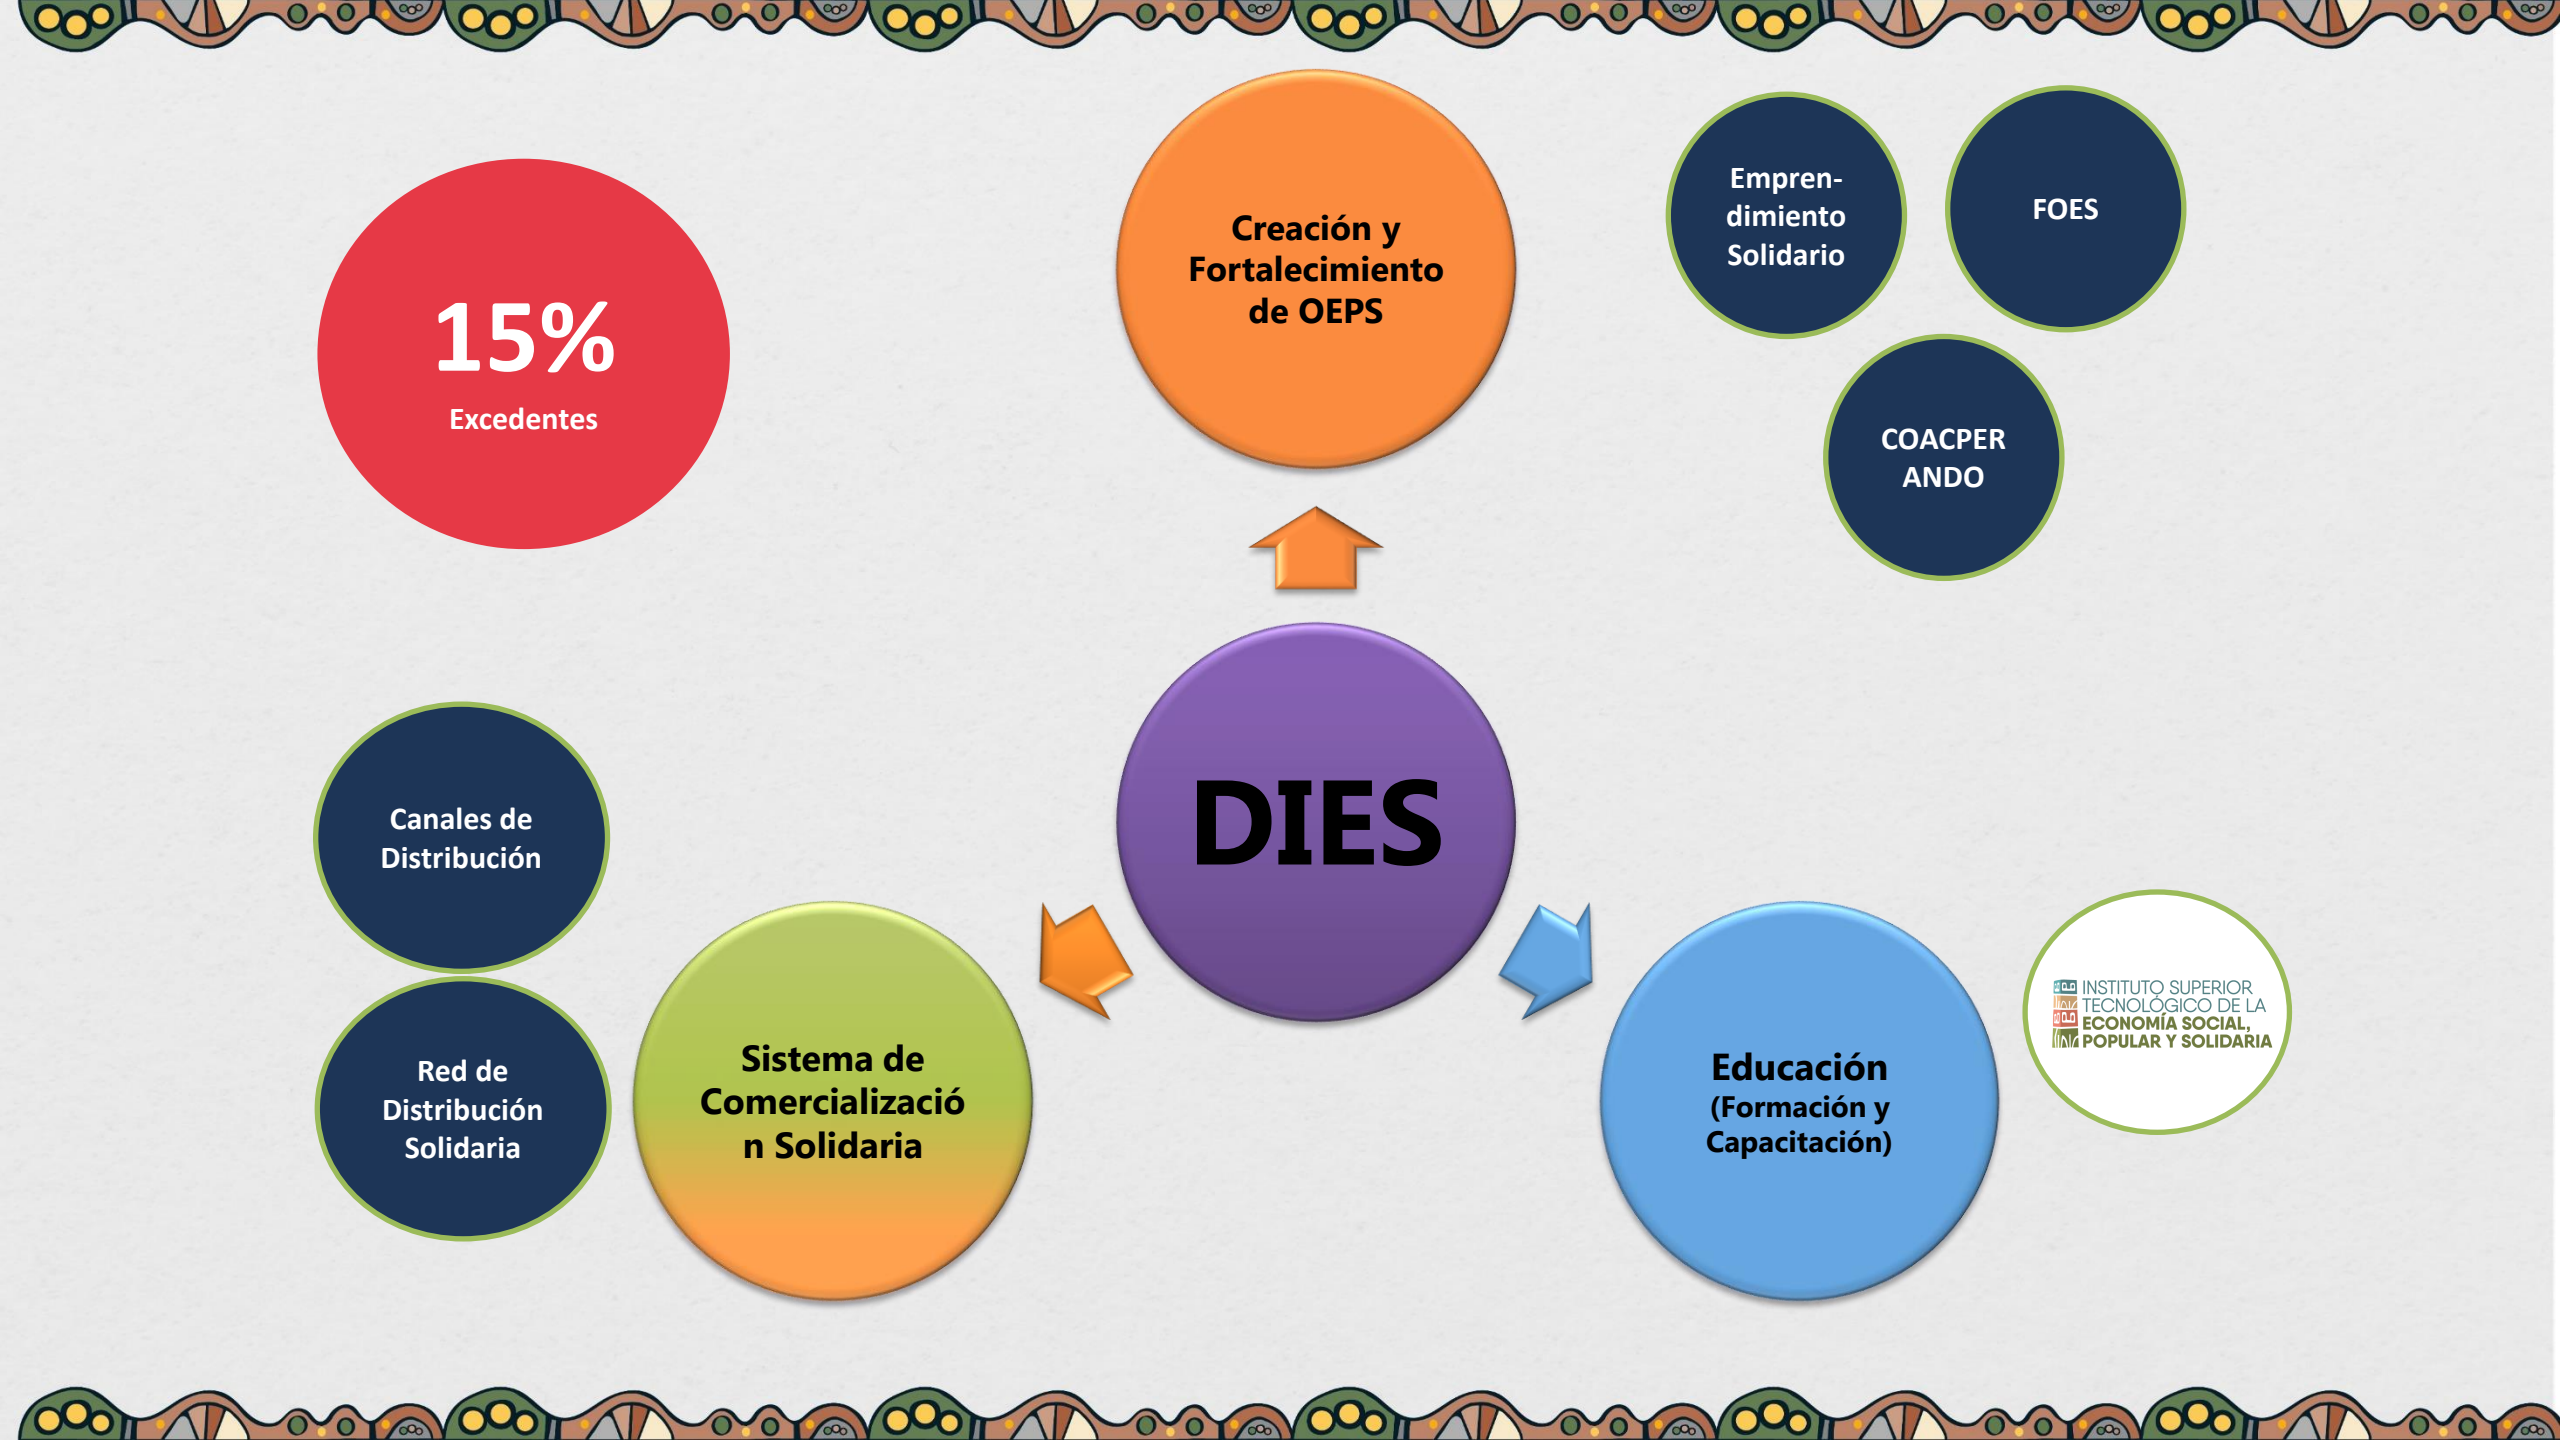 15%
Excedentes
Creación y
Fortalecimiento
de OEPS
Empren-
dimiento
Solidario
FOES
COACPER
ANDO
DIES
Canales de
Distribución
Red de
Distribución
Solidaria
Sistema de
Comercializació
n Solidaria
Educación
(Formación y
Capacitación)
INSTITUTO SUPERIOR
TECNOLÓGICO DE LA
ECONOMÍA SOCIAL,
POPULAR Y SOLIDARIA